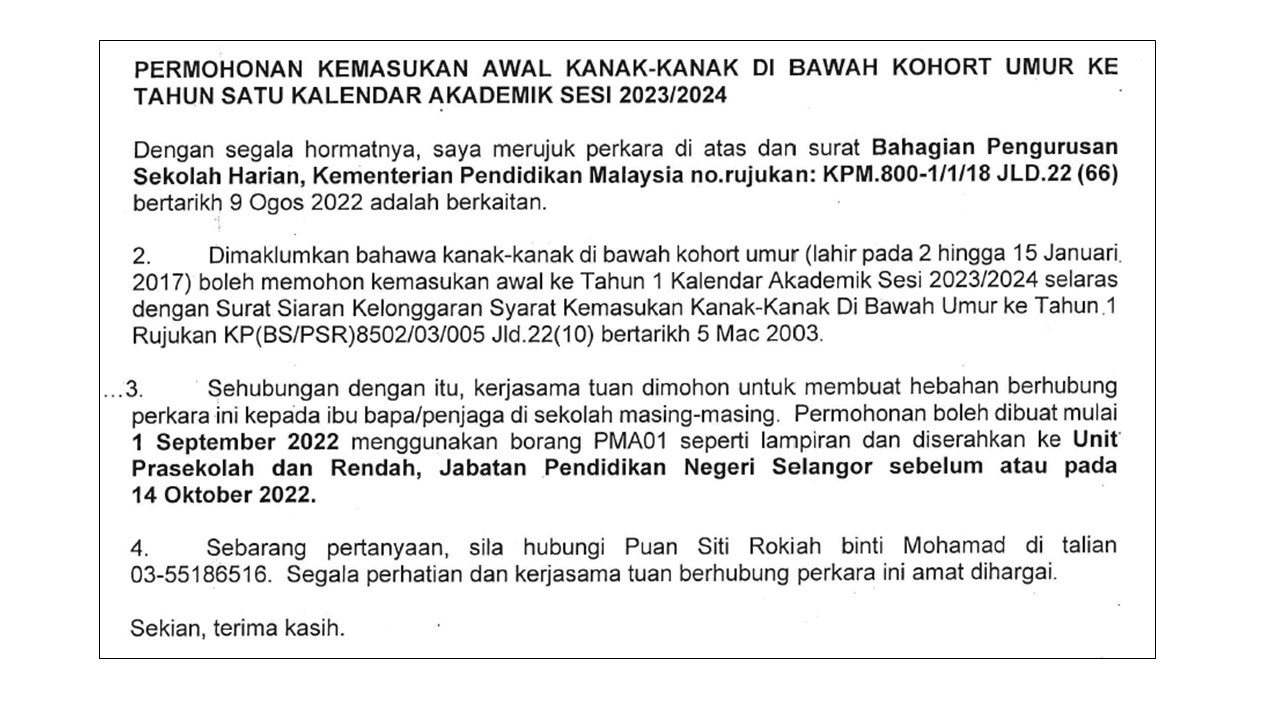 PERMOHONAN KEMASUKAN AWAL KANAK-KANAK DI BAWAH KOHORT UMUR KE
TAHUN SATU KALENDAR AKADEMIK SESI 2023/2024
Dengan segala hormatnya, saya merujuk perkara di atas dan surat Bahagian Pengurusan
Sekolah Harian, Kementerian Pendidikan Malaysia no.rujukan: KPM.800-1/1/18 JLD.22 (66)
bertarikh 9 Ogos 2022 adalah berkaitan.
2. Dimaklumkan bahawa kanak-kanak di bawah kohort umur (lahir pada 2 hingga 15 Januari
2017) boleh memohon kemasukan awal ke Tahun 1 Kalendar Akademik Sesi 2023/2024 selaras
dengan Surat Siaran Kelonggaran Syarat Kemasukan Kanak-Kanak Di Bawah Umur ke Tahun 1
Rujukan KP(BS/PSR)8502/03/005 Jld.22(10) bertarikh 5 Mac 2003.
...3. Sehubungan dengan itu, kerjasama tuan dimohon untuk membuat hebahan berhubung
perkara ini kepada ibu bapa/penjaga di sekolah masing-masing. Permohonan boleh dibuat mulai
1 September 2022 menggunakan borang PMA01 seperti lampiran dan diserahkan ke Unit
Prasekolah dan Rendah, Jabatan Pendidikan Negeri Selangor sebelum atau pada
14 Oktober 2022.
4. Sebarang pertanyaan, sila hubungi Puan Siti Rokiah binti Mohamad di talian
03-55186516. Segala perhatian dan kerjasama tuan berhubung perkara ini amat dihargai.
Sekian, terima kasih.